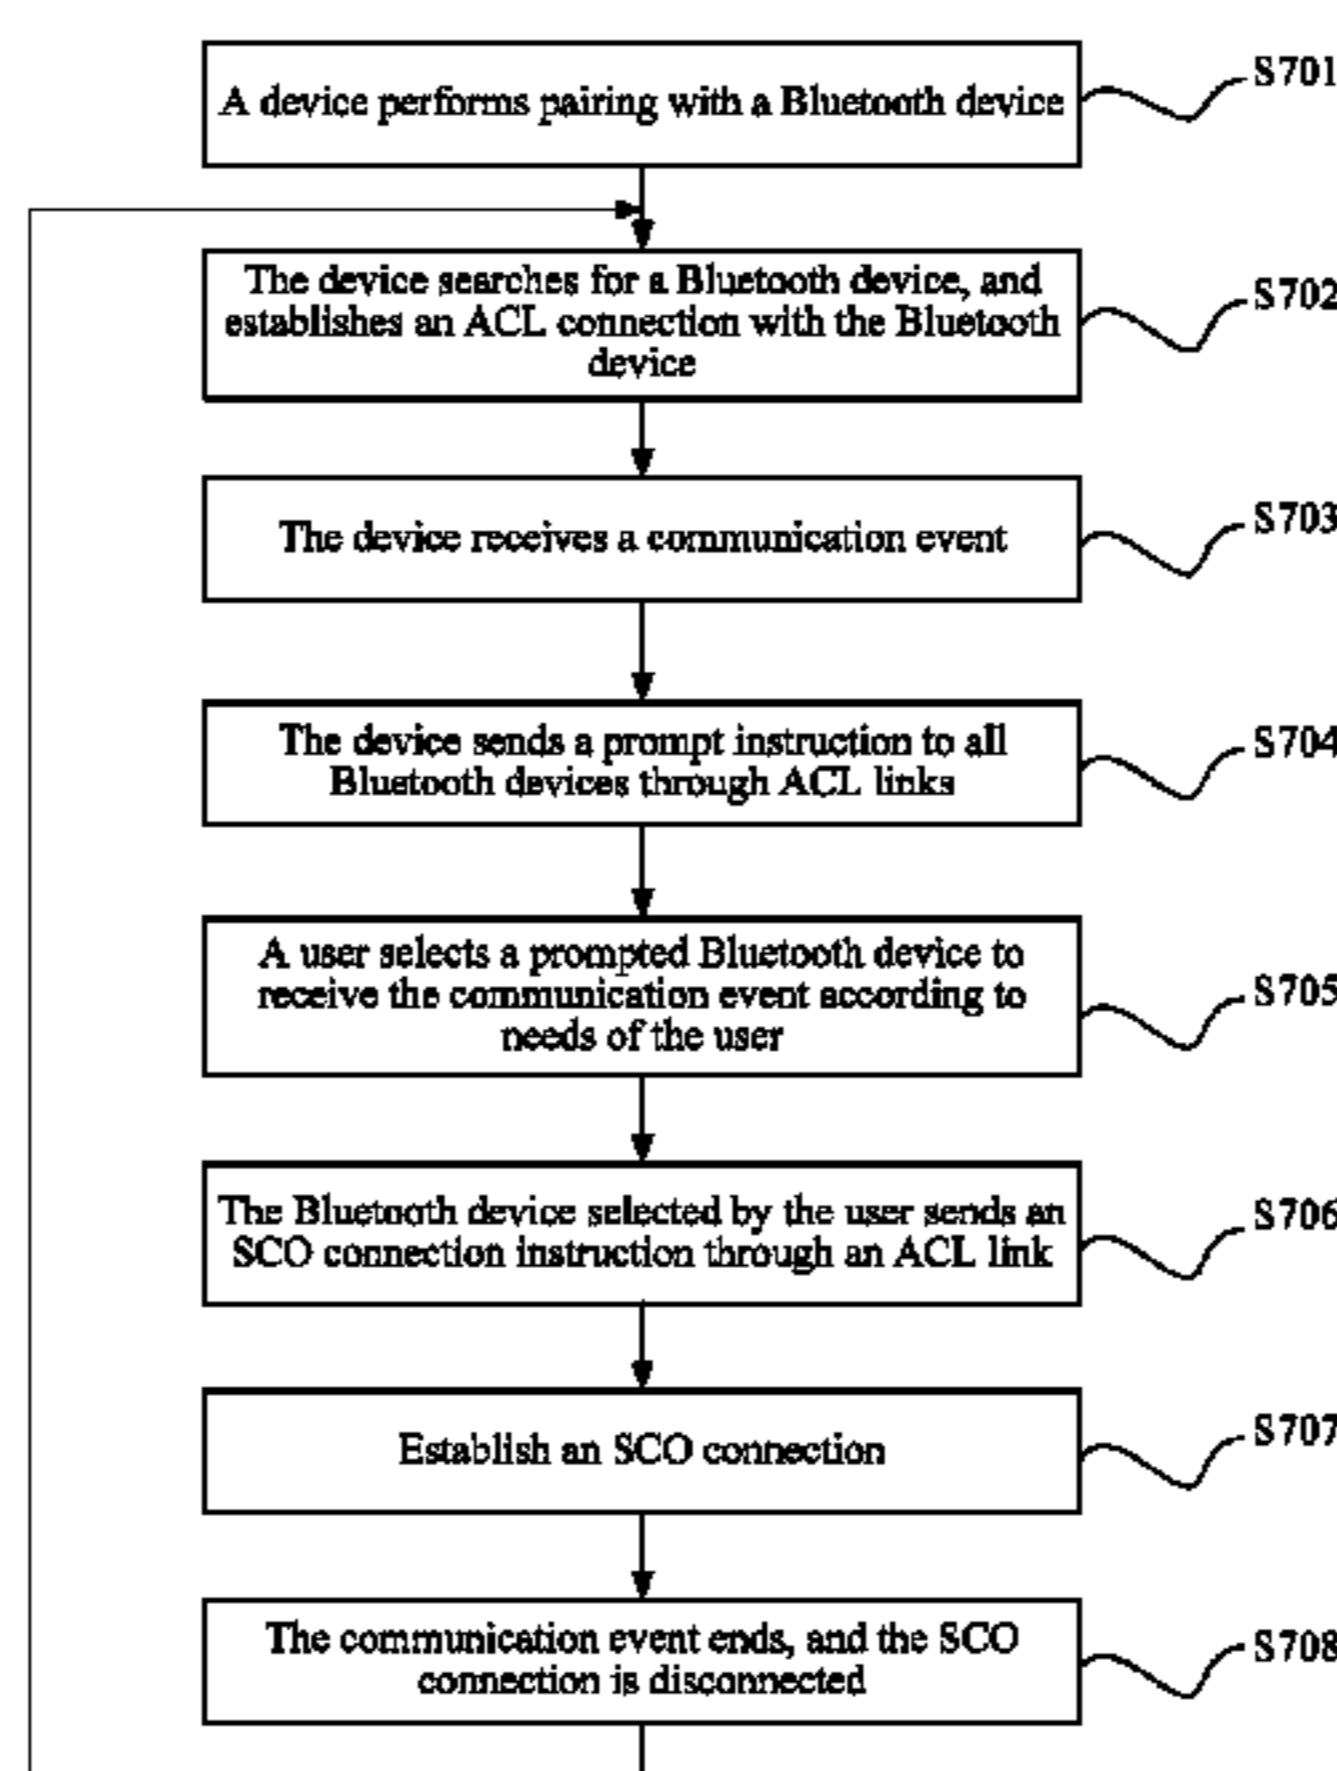 A device performs pairing with a Bluetooth device
S701
The device searches for a Bluetooth device, and
establishes an ACL connection with the Bluetooth
device
S702
The device receives a communication event
S703
The device sends a prompt instruction to all
Bluetooth devices through ACL links
S704
A user selects a prompted Bluetooth device to
receive the communication event according to
needs of the user
S705
The Bluetooth device selected by the user sends an
SCO connection instruction through an ACL link
S706
Establish an SCO connection
S707
The communication event ends, and the SCO
connection is disconnected
S708